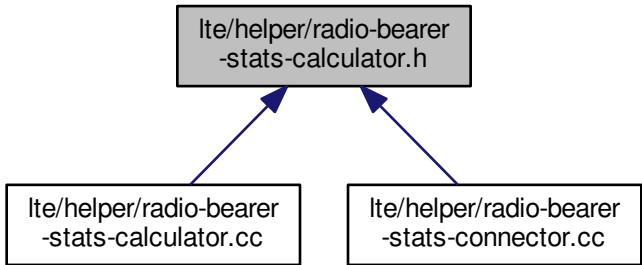 lte/helper/radio-bearer
-stats-calculator.h
lte/helper/radio-bearer
-stats-calculator.cc
lte/helper/radio-bearer
-stats-connector.cc